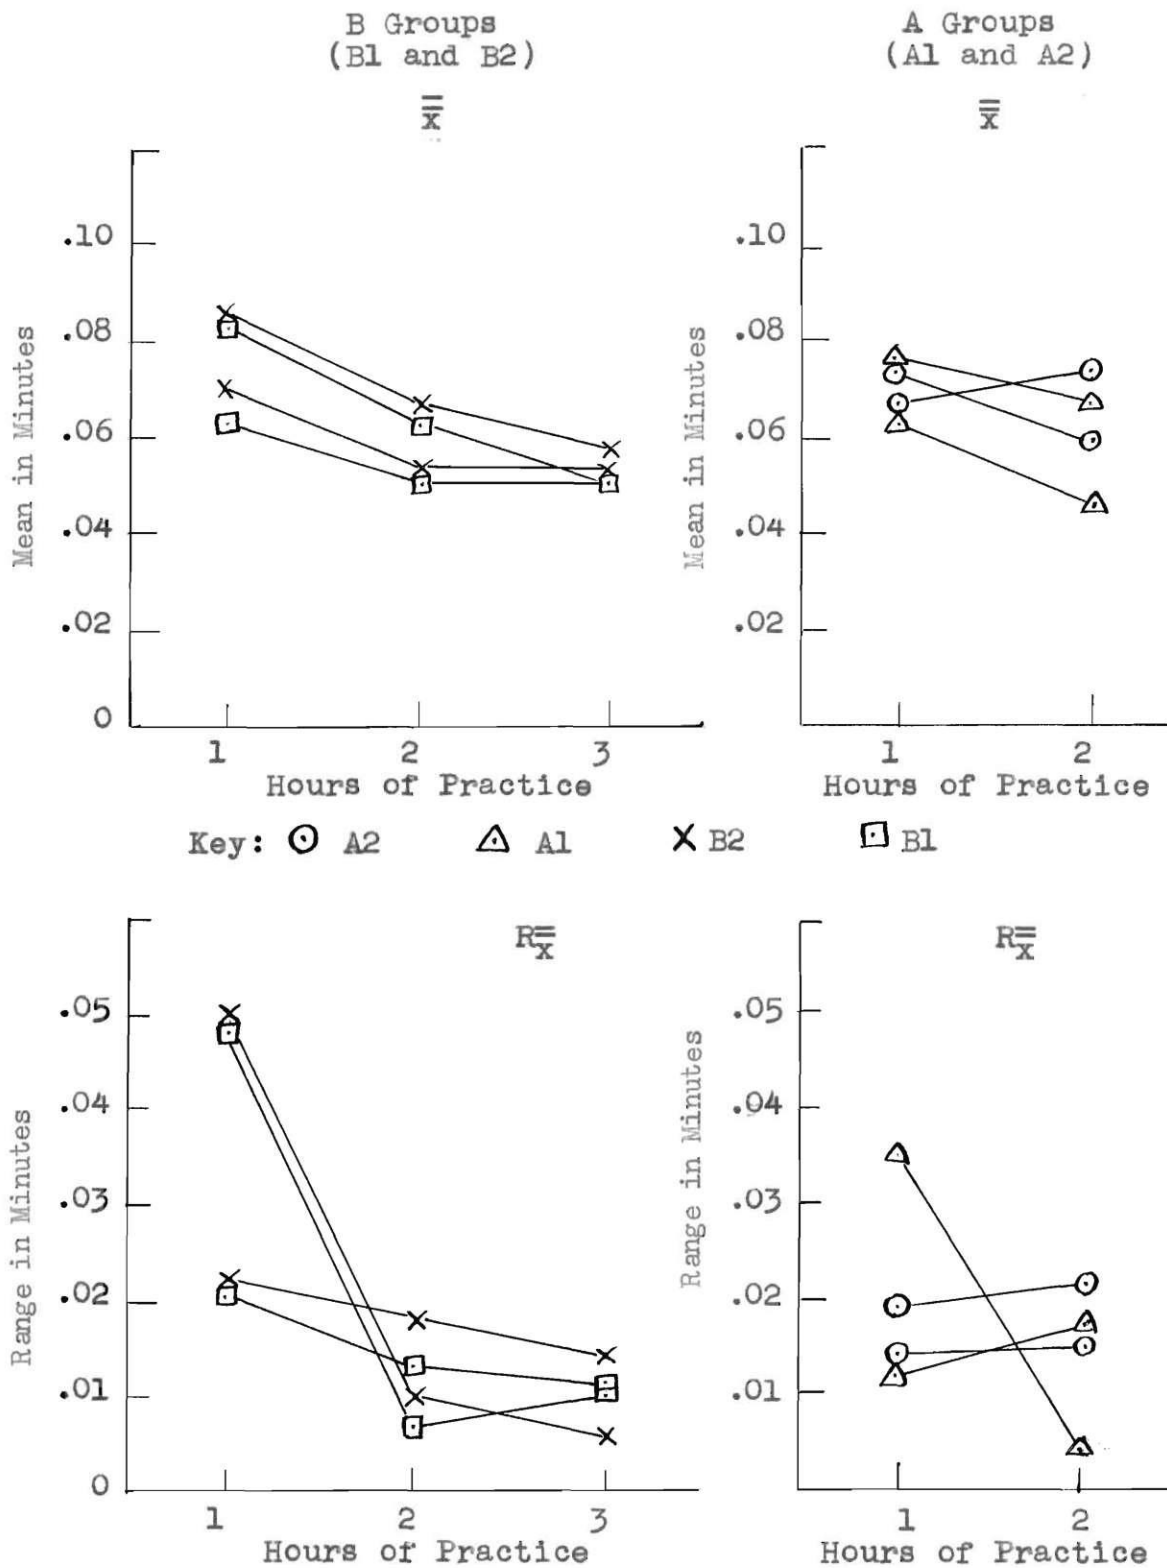 B Groups
(B1 and B2)
A Groups
(A1 and A2)
x̿
x̿
Mean in Minutes
.10
.08
.06
.04
.02
0
1 2 3
Hours of Practice
Mean in Minutes
.10
.08
.06
.04
.02
1 2
Hours of Practice
Key: A2 A1 B2 B1
Rx̿
Range in Minutes
.05
.04
.03
.02
.01
0
1 2 3
Hours of Practice
Rx̿
Range in Minutes
.05
.04
.03
.02
.01
1 2
Hours of Practice